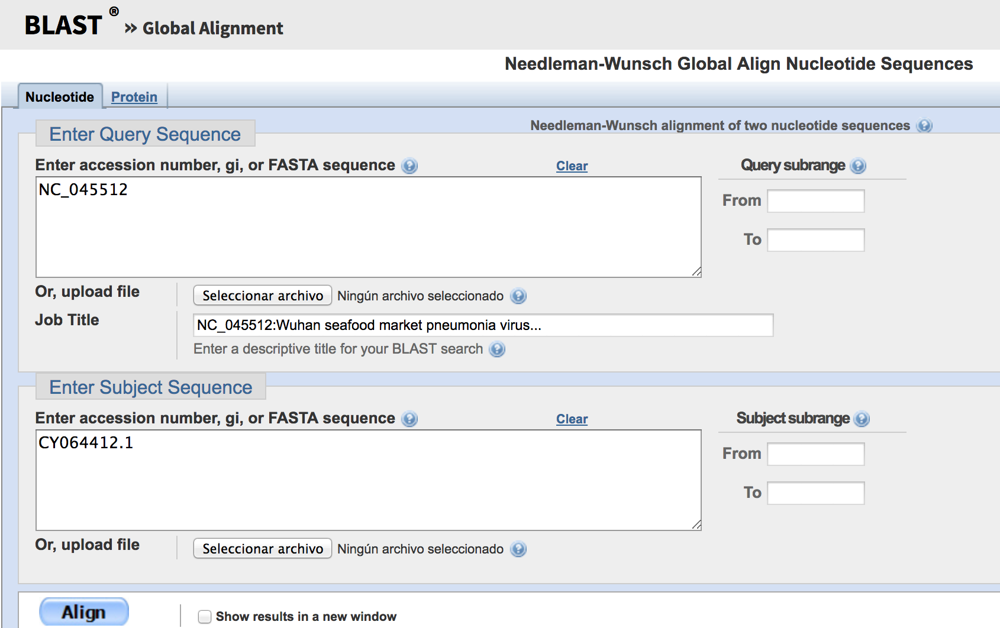 BLAST ® » Global Alignment
Needleman-Wunsch Global Align Nucleotide Sequences
Nucleotide Protein
Enter Query Sequence
Needleman-Wunsch alignment of two nucleotide sequences
Enter accession number, gi, or FASTA sequence Clear Query subrange
NC_045512
From
To
Or, upload file Seleccionar archivo Ningún archivo seleccionado
Job Title NC_045512:Wuhan seafood market pneumonia virus...
Enter a descriptive title for your BLAST search
Enter Subject Sequence
Enter accession number, gi, or FASTA sequence Clear Subject subrange
CY064412.1
From
To
Or, upload file Seleccionar archivo Ningún archivo seleccionado
Align Show results in a new window